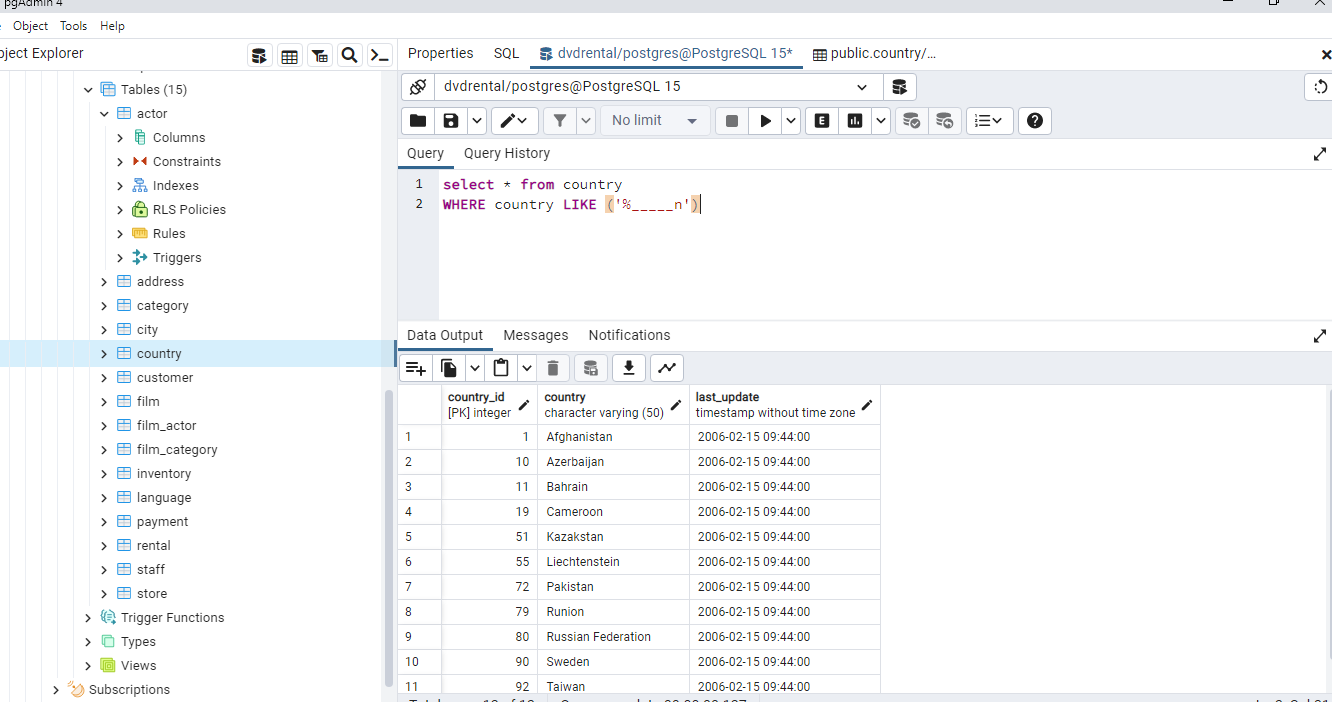 pgAdmin 4
Object Tools Help
bject Explorer
Properties SQL dvdrental/postgres@PostgreSQL 15* public.country/...
Tables (15)
dvdrental/postgres@PostgreSQL 15
actor
No limit E
Columns
Query Query History
Constraints
Indexes
1 select * from country
RLS Policies
2 WHERE country LIKE ('%_____n')
Rules
Triggers
address
category
city
Data Output Messages Notifications
country
customer
film
film_actor
film_category
inventory
language
payment
rental
staff
store
Trigger Functions
Types
Views
Subscriptions
country_id country last_update
[PK] integer character varying (50) timestamp without time zone
1 1 Afghanistan 2006-02-15 09:44:00
2 10 Azerbaijan 2006-02-15 09:44:00
3 11 Bahrain 2006-02-15 09:44:00
4 19 Cameroon 2006-02-15 09:44:00
5 51 Kazakstan 2006-02-15 09:44:00
6 55 Liechtenstein 2006-02-15 09:44:00
7 72 Pakistan 2006-02-15 09:44:00
8 79 Runion 2006-02-15 09:44:00
9 80 Russian Federation 2006-02-15 09:44:00
10 90 Sweden 2006-02-15 09:44:00
11 92 Taiwan 2006-02-15 09:44:00